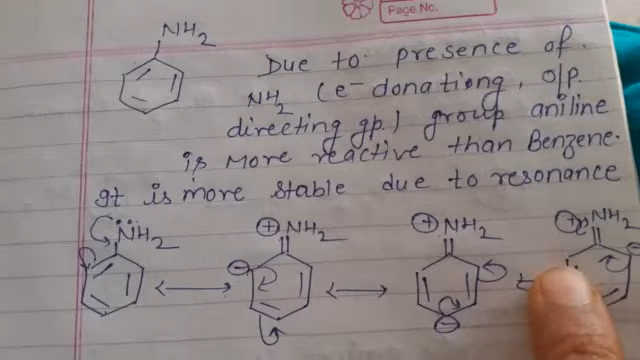 Page No.
NH2
Due to presence of
NH2 (e- donationg, o/p
directing gp.) group aniline
is more reactive than Benzene.
It is more stable due to resonance
NH2 ⊕NH2 ⊕NH2 ⊕NH2
⊖ ⊖ ⊖